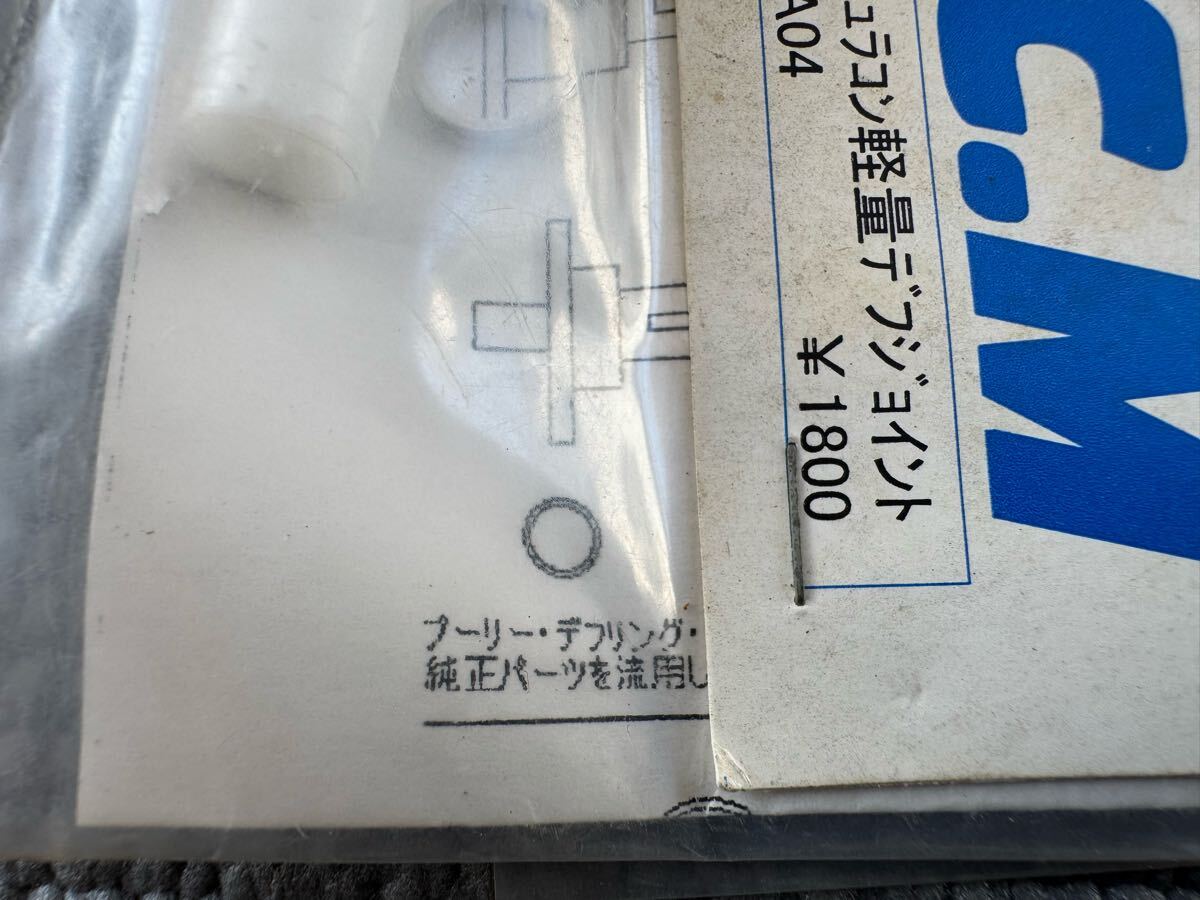 C.M
ュラコン軽量デフジョイント
A04
¥1800
プーリー・デフリング・
純正パーツを流用し